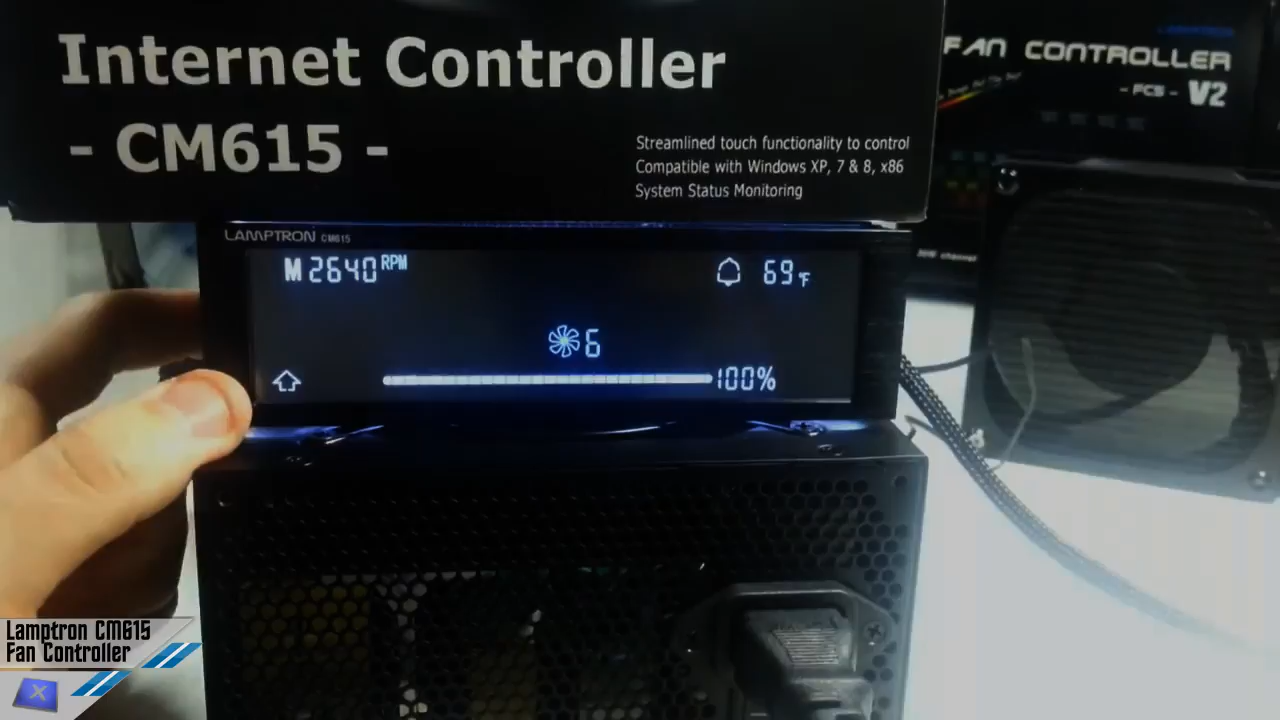 Internet Controller
- CM615 -
Streamlined touch functionality to control
Compatible with Windows XP, 7 & 8, x86
System Status Monitoring
LAMPTRON
FAN CONTROLLER
- FC5 - V2
LAMPTRON CM615
M 2640 RPM
69°F
6
100%
Lamptron CM615
Fan Controller